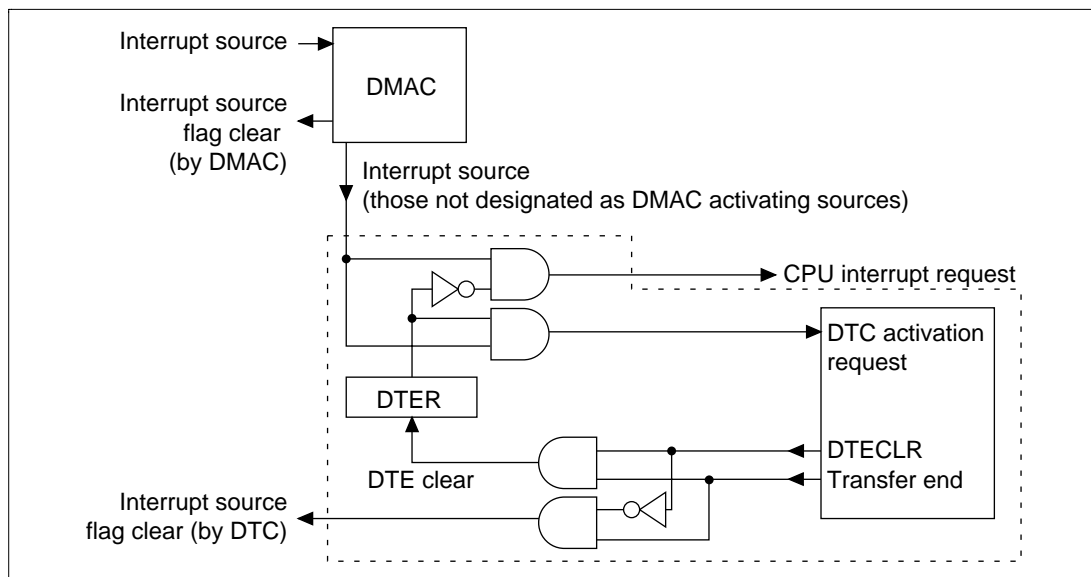 Interrupt source
DMAC
Interrupt source
flag clear
(by DMAC)
Interrupt source
(those not designated as DMAC activating sources)
CPU interrupt request
DTC activation
request
DTER
DTECLR
DTE clear
Transfer end
Interrupt source
flag clear (by DTC)